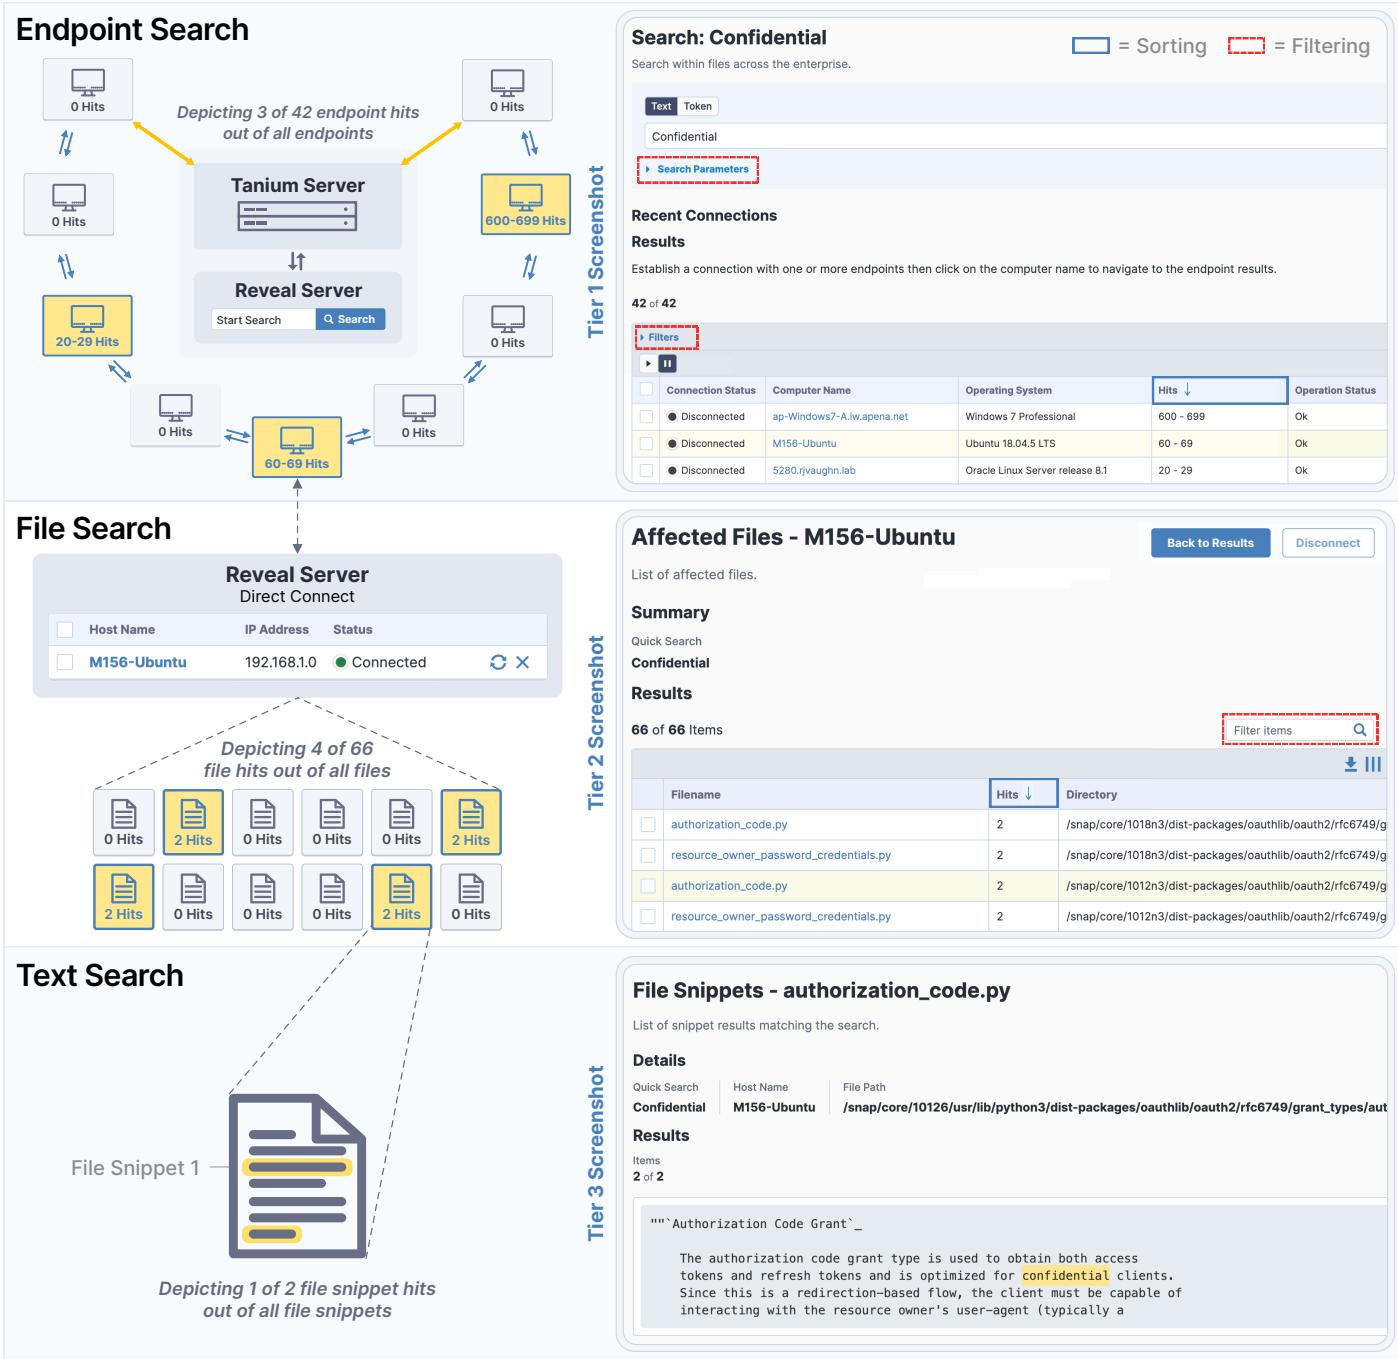 Endpoint Search
0 Hits
Depicting 3 of 42 endpoint hits
out of all endpoints
0 Hits
0 Hits
Tanium Server
600-699 Hits
Reveal Server
Start Search
Search
20-29 Hits
0 Hits
0 Hits
60-69 Hits
0 Hits
Tier 1 Screenshot
Search: Confidential
= Sorting
= Filtering
Search within files across the enterprise.
Text Token
Confidential
Search Parameters
Recent Connections
Results
Establish a connection with one or more endpoints then click on the computer name to navigate to the endpoint results.
42 of 42
Filters
Connection Status Computer Name Operating System Hits ↓ Operation Status
Disconnected ap-Windows7-A.iw.apena.net Windows 7 Professional 600 - 699 Ok
Disconnected M156-Ubuntu Ubuntu 18.04.5 LTS 60 - 69 Ok
Disconnected 5280.rjvaughn.lab Oracle Linux Server release 8.1 20 - 29 Ok
File Search
Reveal Server
Direct Connect
Host Name IP Address Status
M156-Ubuntu 192.168.1.0 Connected
Depicting 4 of 66
file hits out of all files
0 Hits 2 Hits 0 Hits 0 Hits 0 Hits 2 Hits
2 Hits 0 Hits 0 Hits 0 Hits 2 Hits 0 Hits
Tier 2 Screenshot
Affected Files - M156-Ubuntu
Back to Results
Disconnect
List of affected files.
Summary
Quick Search
Confidential
Results
66 of 66 Items
Filter items
Filename Hits ↓ Directory
authorization_code.py 2 /snap/core/1018n3/dist-packages/oauthlib/oauth2/rfc6749/g
resource_owner_password_credentials.py 2 /snap/core/1018n3/dist-packages/oauthlib/oauth2/rfc6749/g
authorization_code.py 2 /snap/core/1012n3/dist-packages/oauthlib/oauth2/rfc6749/g
resource_owner_password_credentials.py 2 /snap/core/1012n3/dist-packages/oauthlib/oauth2/rfc6749/g
Text Search
File Snippet 1
Depicting 1 of 2 file snippet hits
out of all file snippets
Tier 3 Screenshot
File Snippets - authorization_code.py
List of snippet results matching the search.
Details
Quick Search Host Name File Path
Confidential M156-Ubuntu /snap/core/10126/usr/lib/python3/dist-packages/oauthlib/oauth2/rfc6749/grant_types/aut
Results
Items
2 of 2
""`Authorization Code Grant`_
The authorization code grant type is used to obtain both access
tokens and refresh tokens and is optimized for confidential clients.
Since this is a redirection-based flow, the client must be capable of
interacting with the resource owner's user-agent (typically a